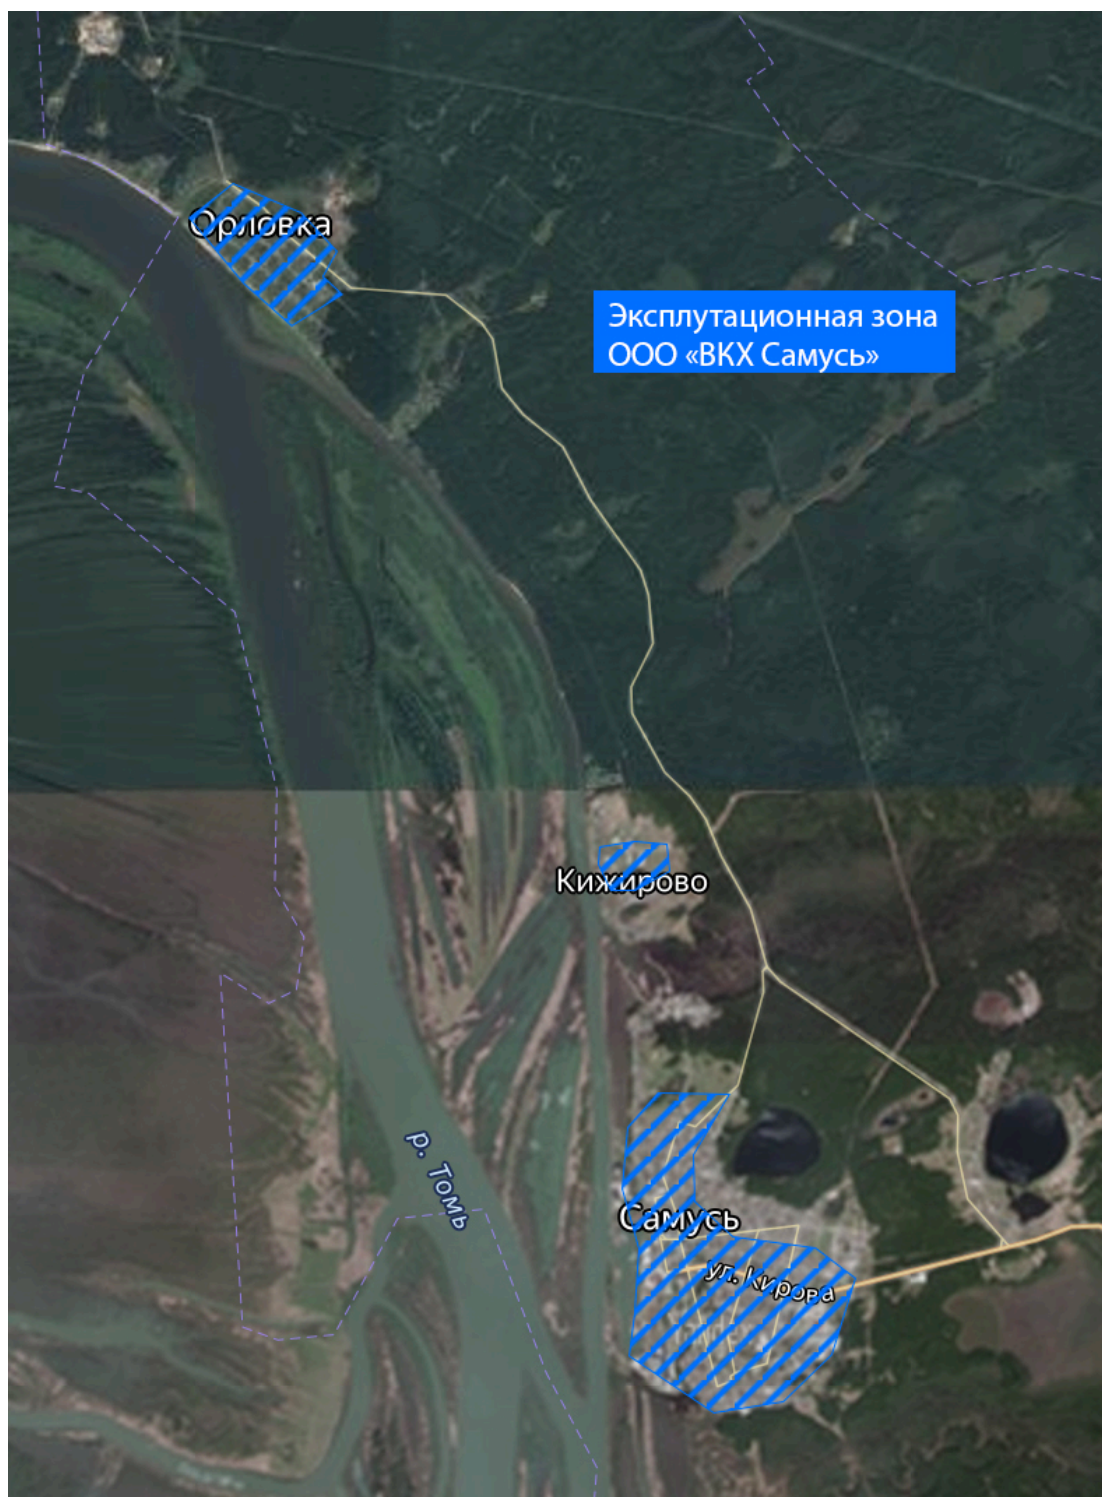 Орловка
Эксплутационная зона
ООО «ВКХ Самусь»
Кижирово
р. Томь
Самусь
ул. Кирова